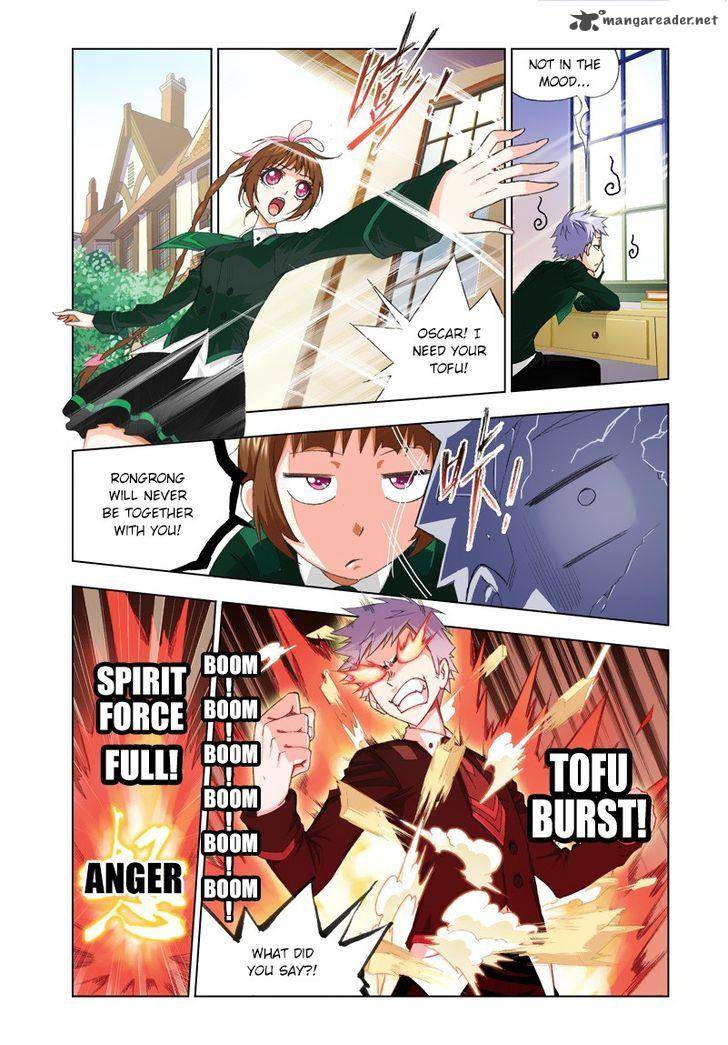 mangareader.net
NOT IN THE
MOOD...
OSCAR! I
NEED YOUR
TOFU!
RONGRONG
WILL NEVER
BE TOGETHER
WITH YOU!
咔!
SPIRIT
FORCE
FULL!
ANGER
BOOM
!
BOOM
!
BOOM
!
BOOM
!
BOOM
!
BOOM
!
TOFU
BURST!
WHAT DID
YOU SAY?!